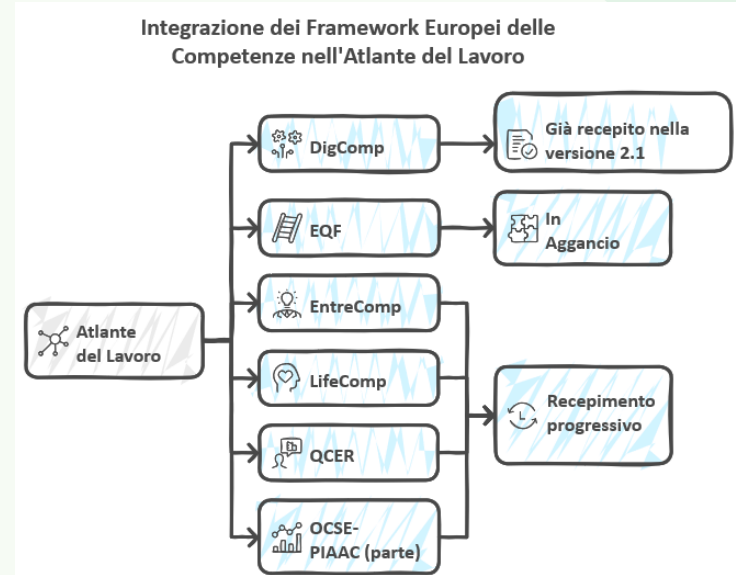 Integrazione dei Framework Europei delle
Competenze nell'Atlante del Lavoro
DigComp
Già recepito nella
versione 2.1
EQF
In
Aggancio
EntreComp
Atlante
del Lavoro
LifeComp
Recepimento
progressivo
QCER
OCSE-
PIAAC (parte)